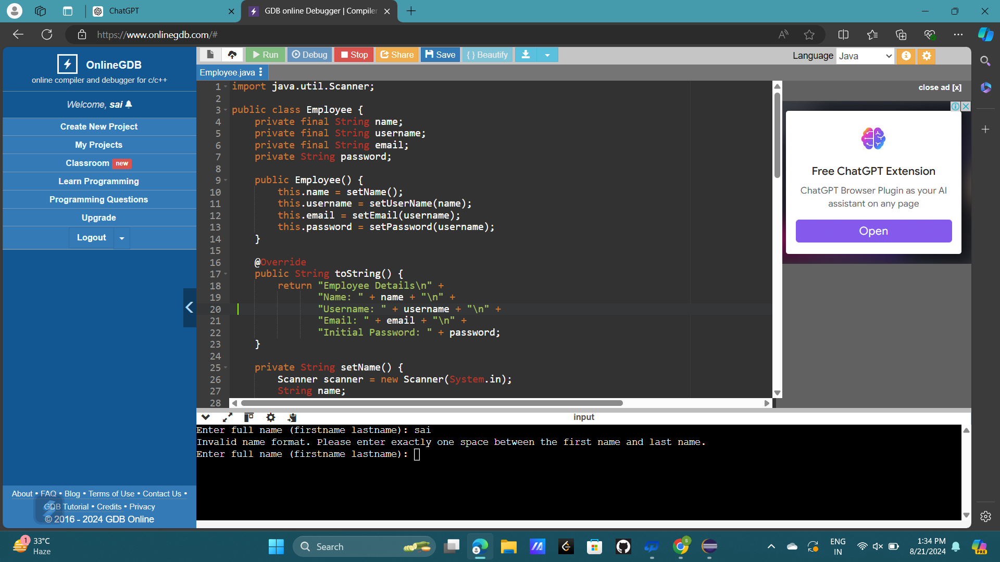 ChatGPT
GDB online Debugger | Compiler
https://www.onlinegdb.com/#
OnlineGDB
online compiler and debugger for c/c++
Welcome, sai
Create New Project
My Projects
Classroom new
Learn Programming
Programming Questions
Upgrade
Logout
About • FAQ • Blog • Terms of Use • Contact Us •
GDB Tutorial • Credits • Privacy
© 2016 - 2024 GDB Online
Run Debug Stop Share Save {} Beautify
Language Java
Employee.java
1 import java.util.Scanner;
2
3 public class Employee {
4 private final String name;
5 private final String username;
6 private final String email;
7 private String password;
8
9 public Employee() {
10 this.name = setName();
11 this.username = setUserName(name);
12 this.email = setEmail(username);
13 this.password = setPassword(username);
14 }
15
16 @Override
17 public String toString() {
18 return "Employee Details\n" +
19 "Name: " + name + "\n" +
20 "Username: " + username + "\n" +
21 "Email: " + email + "\n" +
22 "Initial Password: " + password;
23 }
24
25 private String setName() {
26 Scanner scanner = new Scanner(System.in);
27 String name;
28
close ad [x]
Free ChatGPT Extension
ChatGPT Browser Plugin as your AI
assistant on any page
Open
input
Enter full name (firstname lastname): sai
Invalid name format. Please enter exactly one space between the first name and last name.
Enter full name (firstname lastname):
1
33°C
Haze
Search
ENG
IN
1:34 PM
8/21/2024
PRE